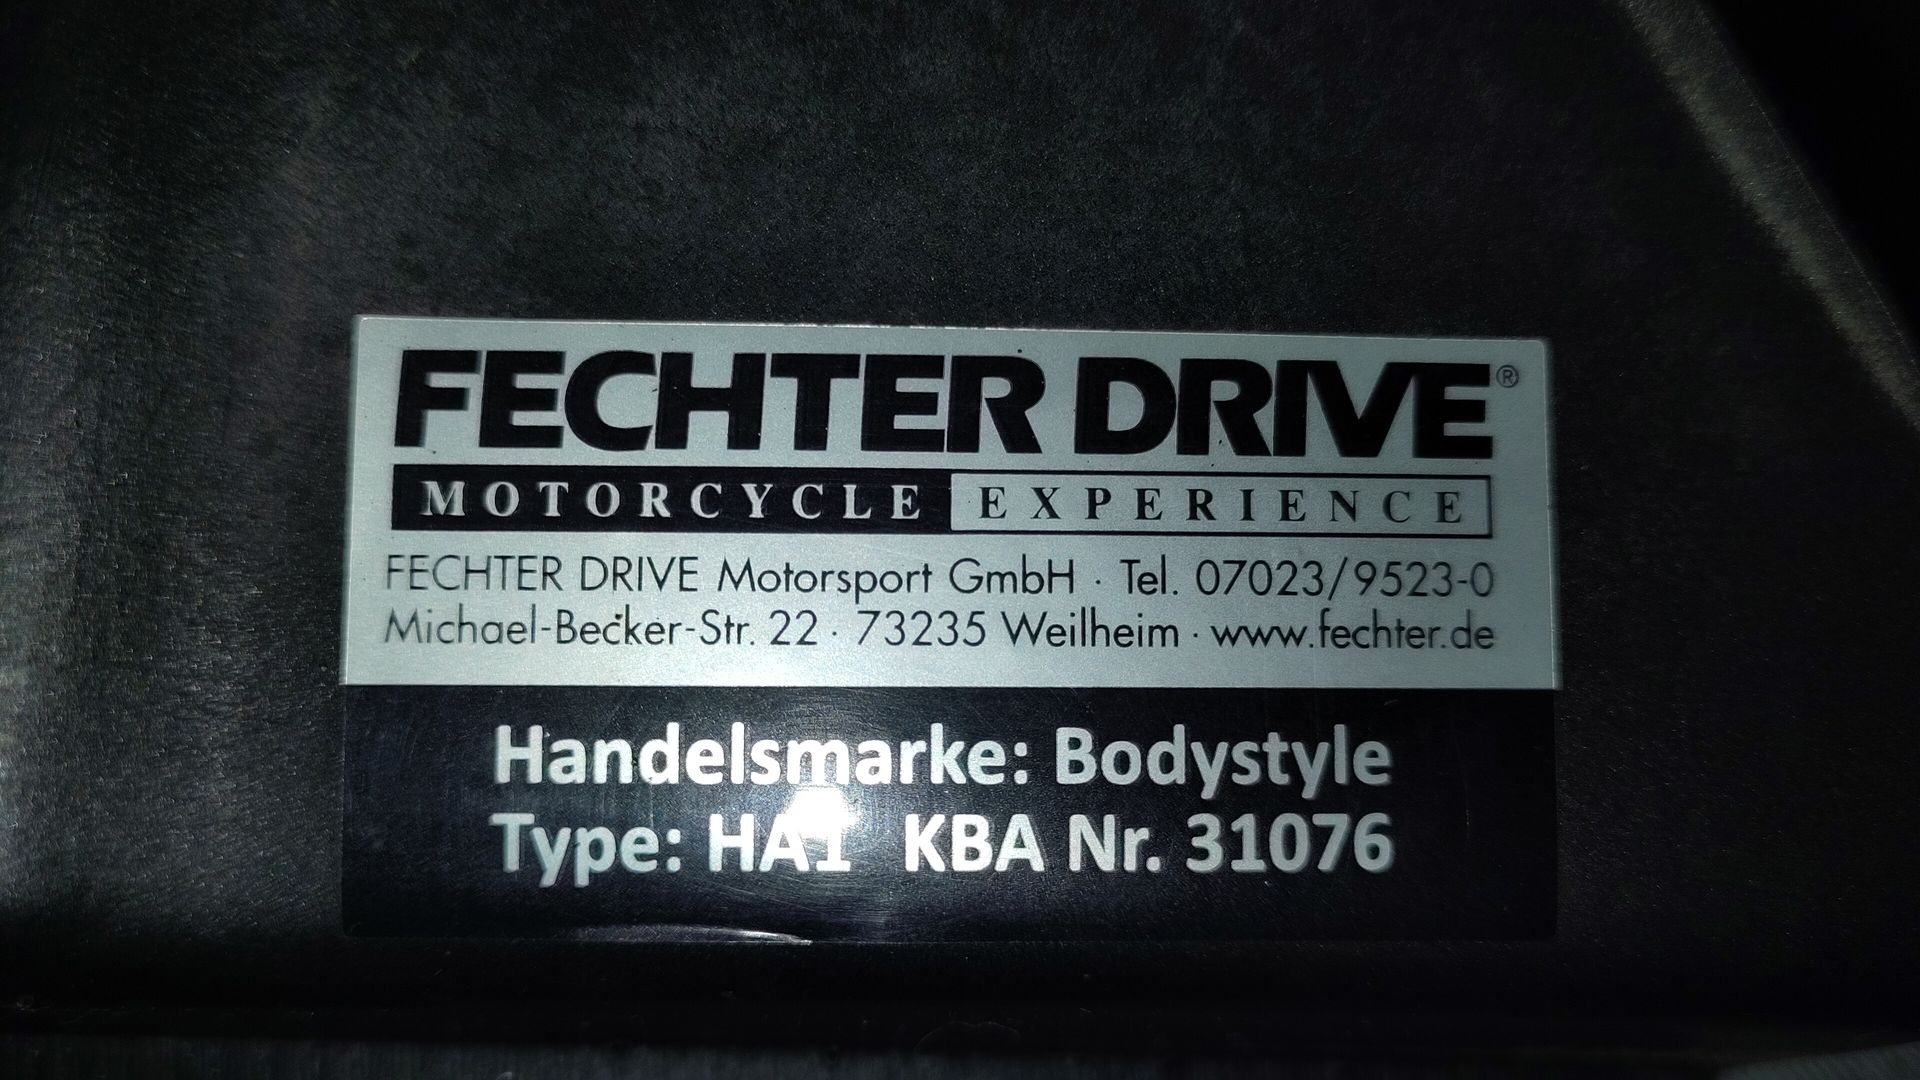 FECHTER DRIVE®
MOTORCYCLE EXPERIENCE
FECHTER DRIVE Motorsport GmbH · Tel. 07023/9523-0
Michael-Becker-Str. 22 · 73235 Weilheim · www.fechter.de
Handelsmarke: Bodystyle
Type: HA1 KBA Nr. 31076